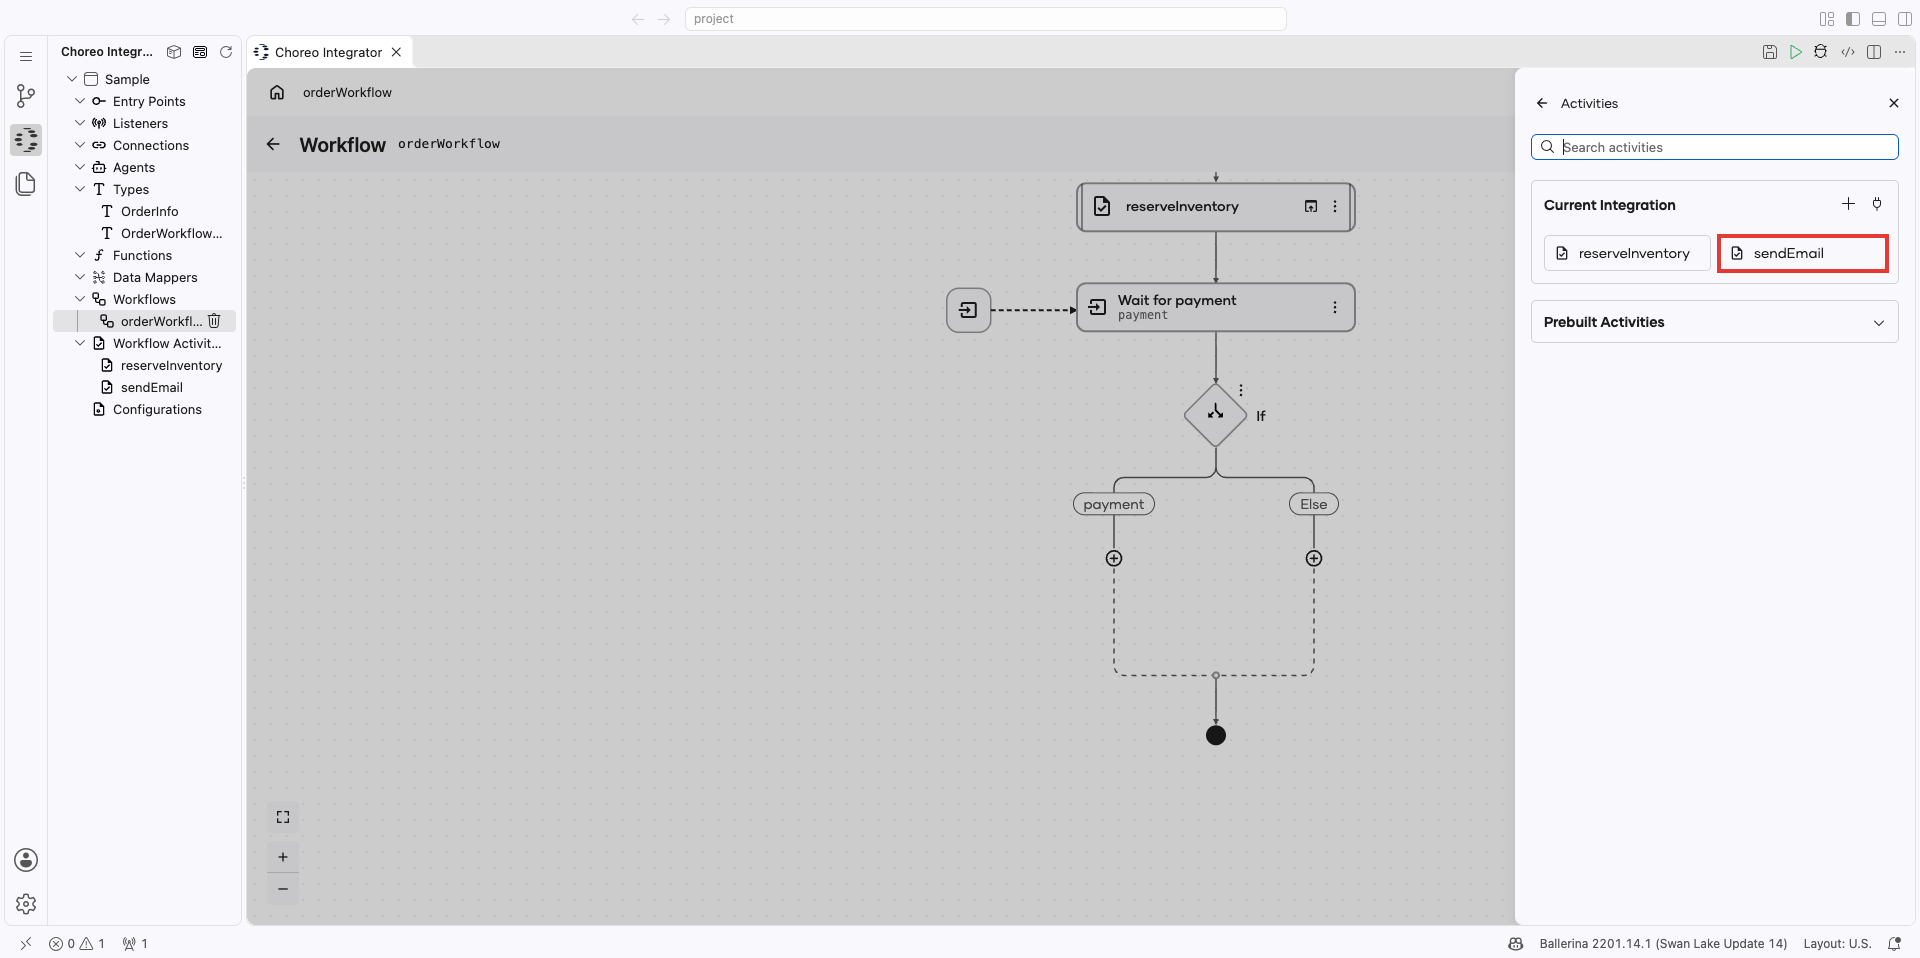 project
Choreo Integr...
Sample
Entry Points
Listeners
Connections
Agents
Types
OrderInfo
OrderWorkflow...
Functions
Data Mappers
Workflows
orderWorkfl...
Workflow Activit...
reserveInventory
sendEmail
Configurations
Choreo Integrator
orderWorkflow
Workflow orderWorkflow
reserveInventory
Wait for payment
payment
If
payment
Else
Activities
Search activities
Current Integration
reserveInventory
sendEmail
Prebuilt Activities
0 1 1
Ballerina 2201.14.1 (Swan Lake Update 14) Layout: U.S.